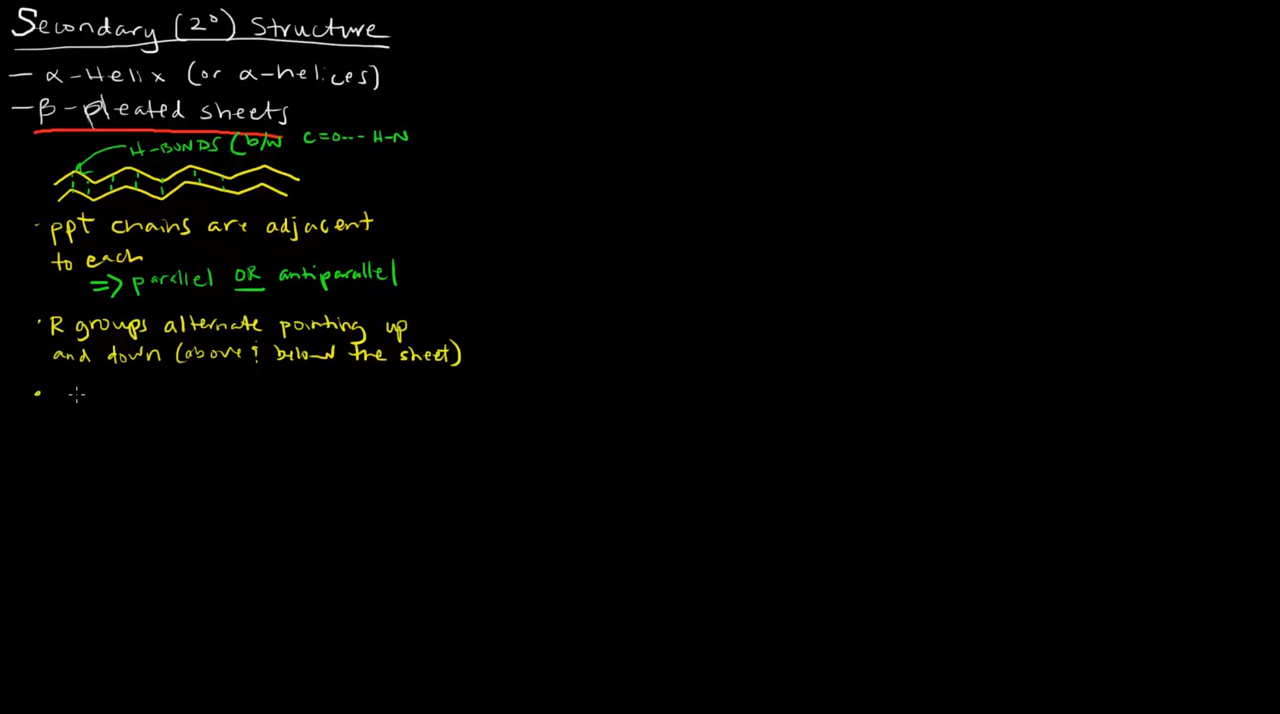 Secondary (2°) Structure
– α-Helix (or α-helices)
– β-pleated sheets
H-BONDS (b/w C=O--- H-N
· ppt chains are adjacent
to each
=> parallel OR antiparallel
· R groups alternate pointing up
and down (above & below the sheet)
·